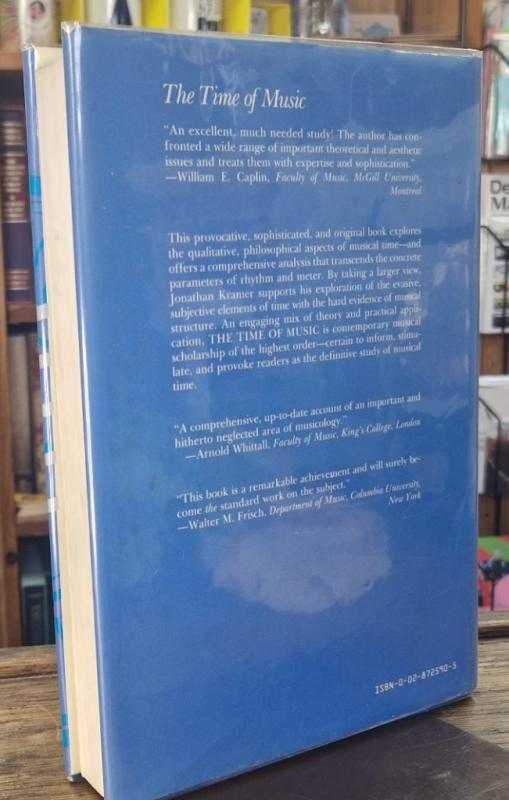 The Time of Music
"An excellent, much needed study! The author has con-
fronted a wide range of important theoretical and aesthetic
issues and treats them with expertise and sophistication."
—William E. Caplin, Faculty of Music, McGill University,
Montreal
This provocative, sophisticated, and original book explores
the qualitative, philosophical aspects of musical time—and
offers a comprehensive analysis that transcends the concrete
parameters of rhythm and meter. By taking a larger view,
Jonathan Kramer supports his exploration of the evasive,
subjective elements of time with the hard evidence of musical
structure. An engaging mix of theory and practical appli-
cation, THE TIME OF MUSIC is contemporary musical
scholarship of the highest order—certain to inform, stimu-
late, and provoke readers as the definitive study of musical
time.
"A comprehensive, up-to-date account of an important and
hitherto neglected area of musicology."
—Arnold Whittall, Faculty of Music, King's College, London
"This book is a remarkable achievement and will surely be-
come the standard work on the subject."
—Walter M. Frisch, Department of Music, Columbia University,
New York
ISBN-0-02-872590-5